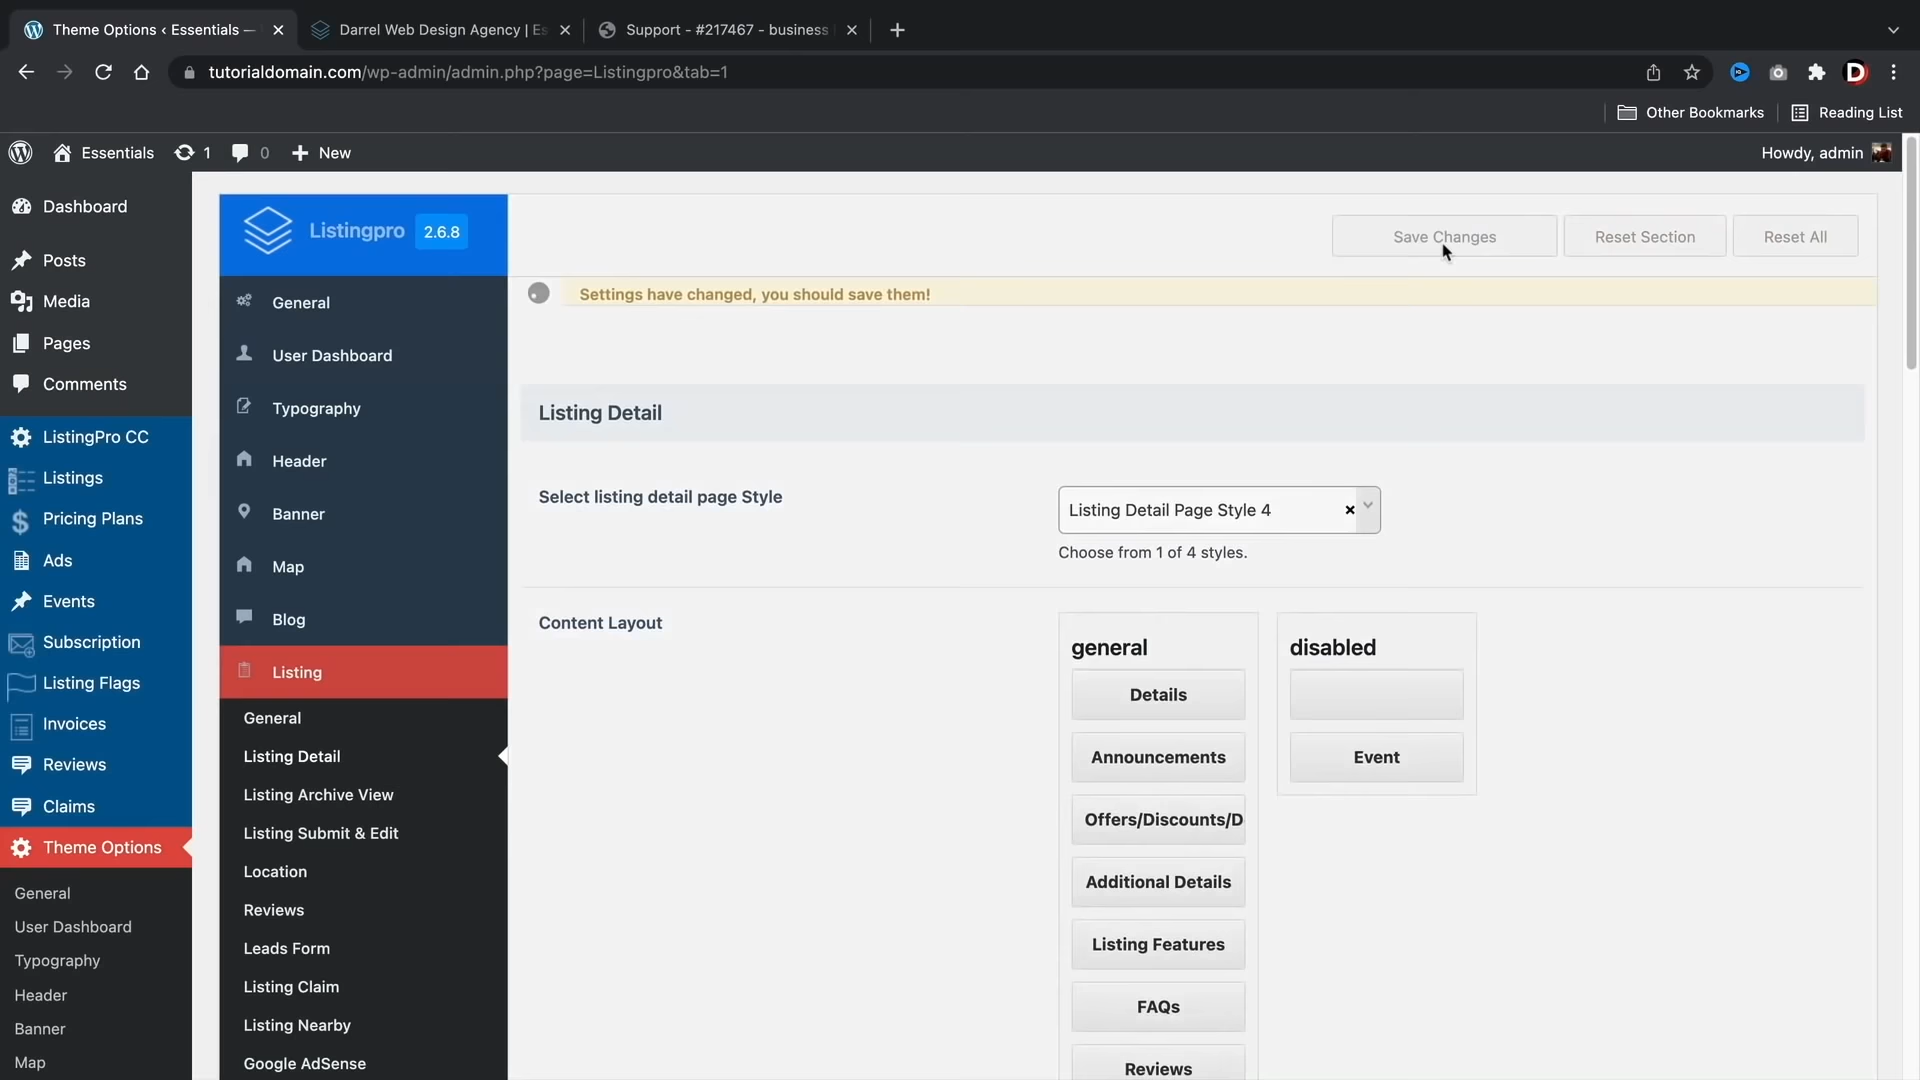 Theme Options ‹ Essentials —
Darrel Web Design Agency | Es
Support - #217467 - business
tutorialdomain.com/wp-admin/admin.php?page=Listingpro&tab=1
Other Bookmarks
Reading List
Essentials
1
0
New
Howdy, admin
Dashboard
Posts
Media
Pages
Comments
ListingPro CC
Listings
Pricing Plans
Ads
Events
Subscription
Listing Flags
Invoices
Reviews
Claims
Theme Options
General
User Dashboard
Typography
Header
Banner
Map
Listingpro 2.6.8
General
User Dashboard
Typography
Header
Banner
Map
Blog
Listing
General
Listing Detail
Listing Archive View
Listing Submit & Edit
Location
Reviews
Leads Form
Listing Claim
Listing Nearby
Google AdSense
Save Changes
Reset Section
Reset All
Settings have changed, you should save them!
Listing Detail
Select listing detail page Style
Listing Detail Page Style 4
Choose from 1 of 4 styles.
Content Layout
general
Details
Announcements
Offers/Discounts/D
Additional Details
Listing Features
FAQs
Reviews
disabled
Event